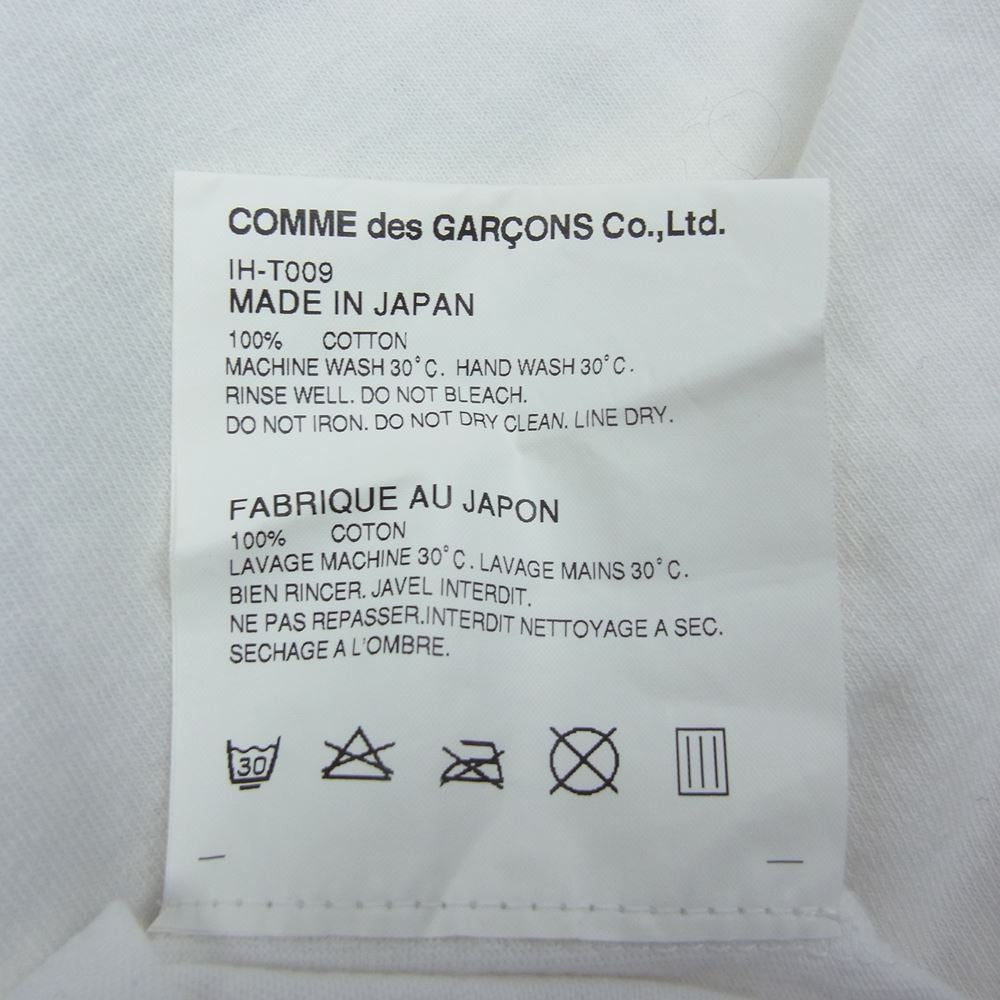 COMME des GARÇONS Co.,Ltd.
IH-T009
MADE IN JAPAN
100% COTTON
MACHINE WASH 30°C. HAND WASH 30°C.
RINSE WELL. DO NOT BLEACH.
DO NOT IRON. DO NOT DRY CLEAN. LINE DRY.
FABRIQUE AU JAPON
100% COTON
LAVAGE MACHINE 30°C. LAVAGE MAINS 30°C.
BIEN RINCER. JAVEL INTERDIT.
NE PAS REPASSER.INTERDIT NETTOYAGE A SEC.
SECHAGE A L'OMBRE.
30